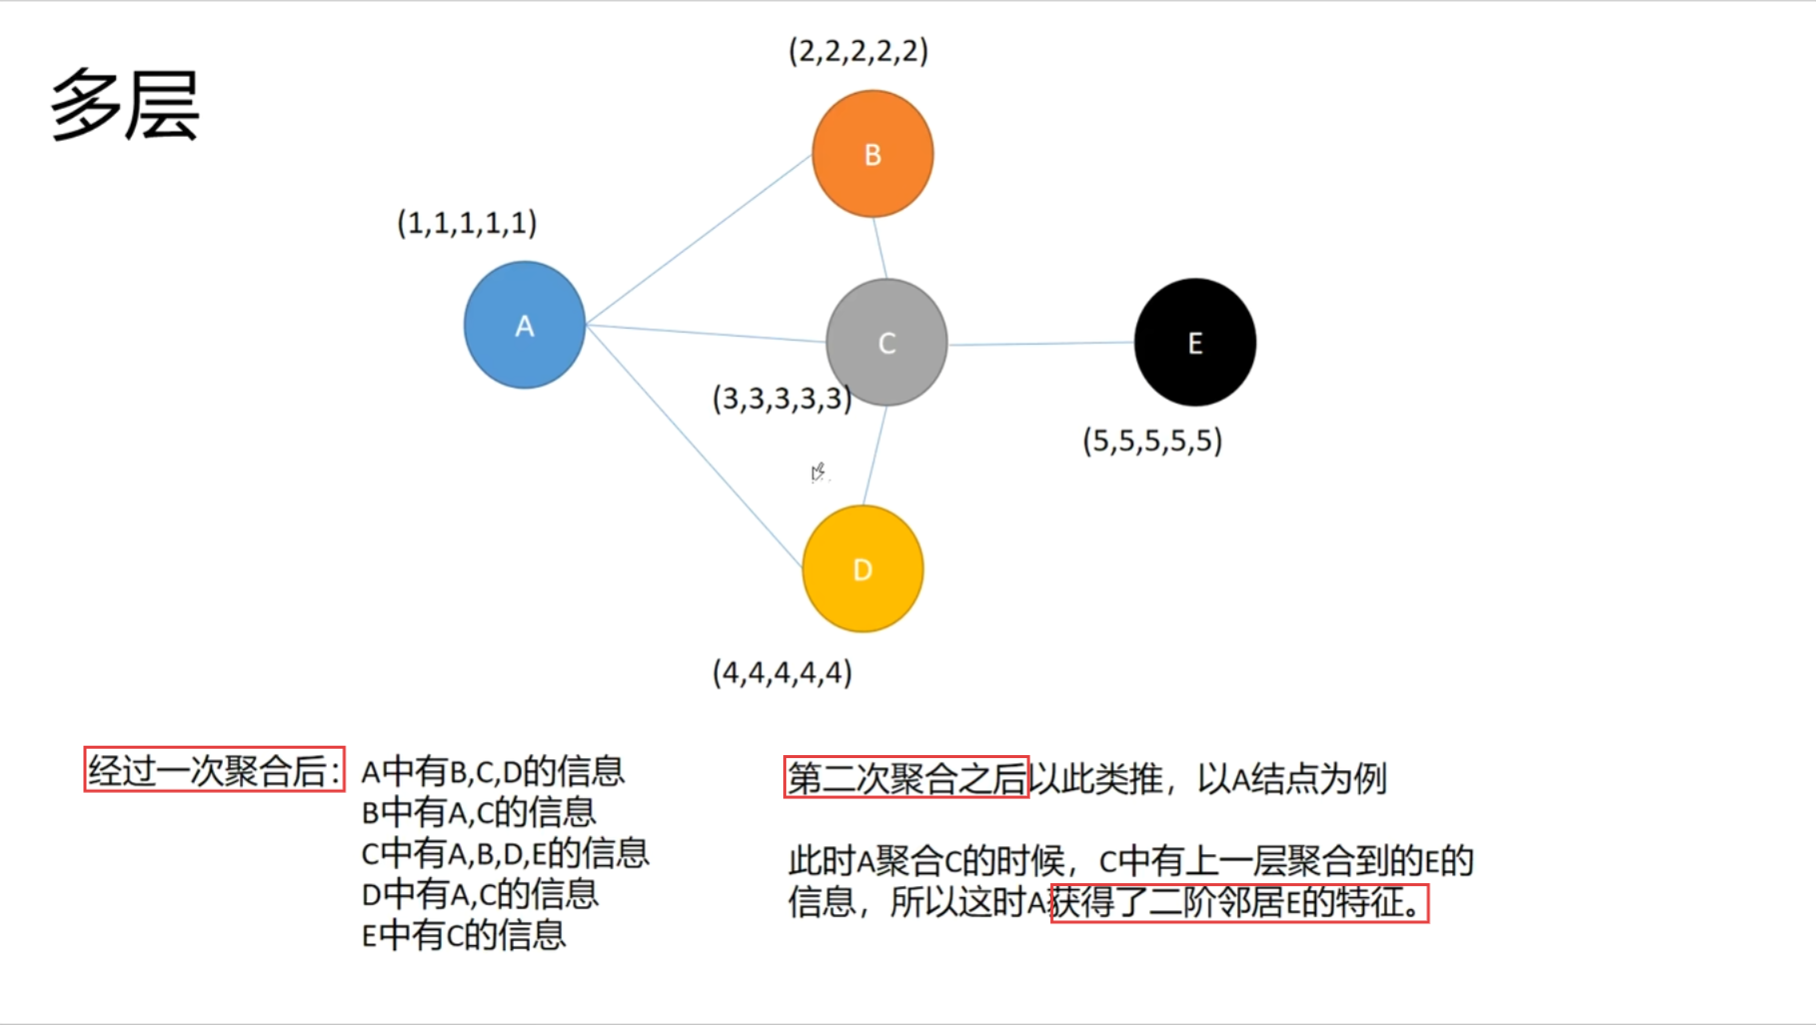 多层
(2,2,2,2,2)
B
(1,1,1,1,1)
A
C
E
(3,3,3,3,3)
(5,5,5,5,5)
D
(4,4,4,4,4)
经过一次聚合后：
A中有B,C,D的信息
B中有A,C的信息
C中有A,B,D,E的信息
D中有A,C的信息
E中有C的信息
第二次聚合之后以此类推，以A结点为例
此时A聚合C的时候，C中有上一层聚合到的E的
信息，所以这时A获得了二阶邻居E的特征。